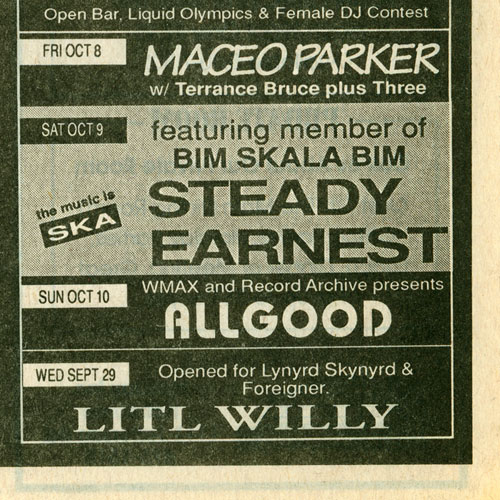 Open Bar, Liquid Olympics & Female DJ Contest
FRI OCT 8
MACEO PARKER
w/ Terrance Bruce plus Three
SAT OCT 9
featuring member of
BIM SKALA BIM
the music is
SKA
STEADY
EARNEST
SUN OCT 10
WMAX and Record Archive presents
ALLGOOD
WED SEPT 29
Opened for Lynyrd Skynyrd &
Foreigner.
LITL WILLY